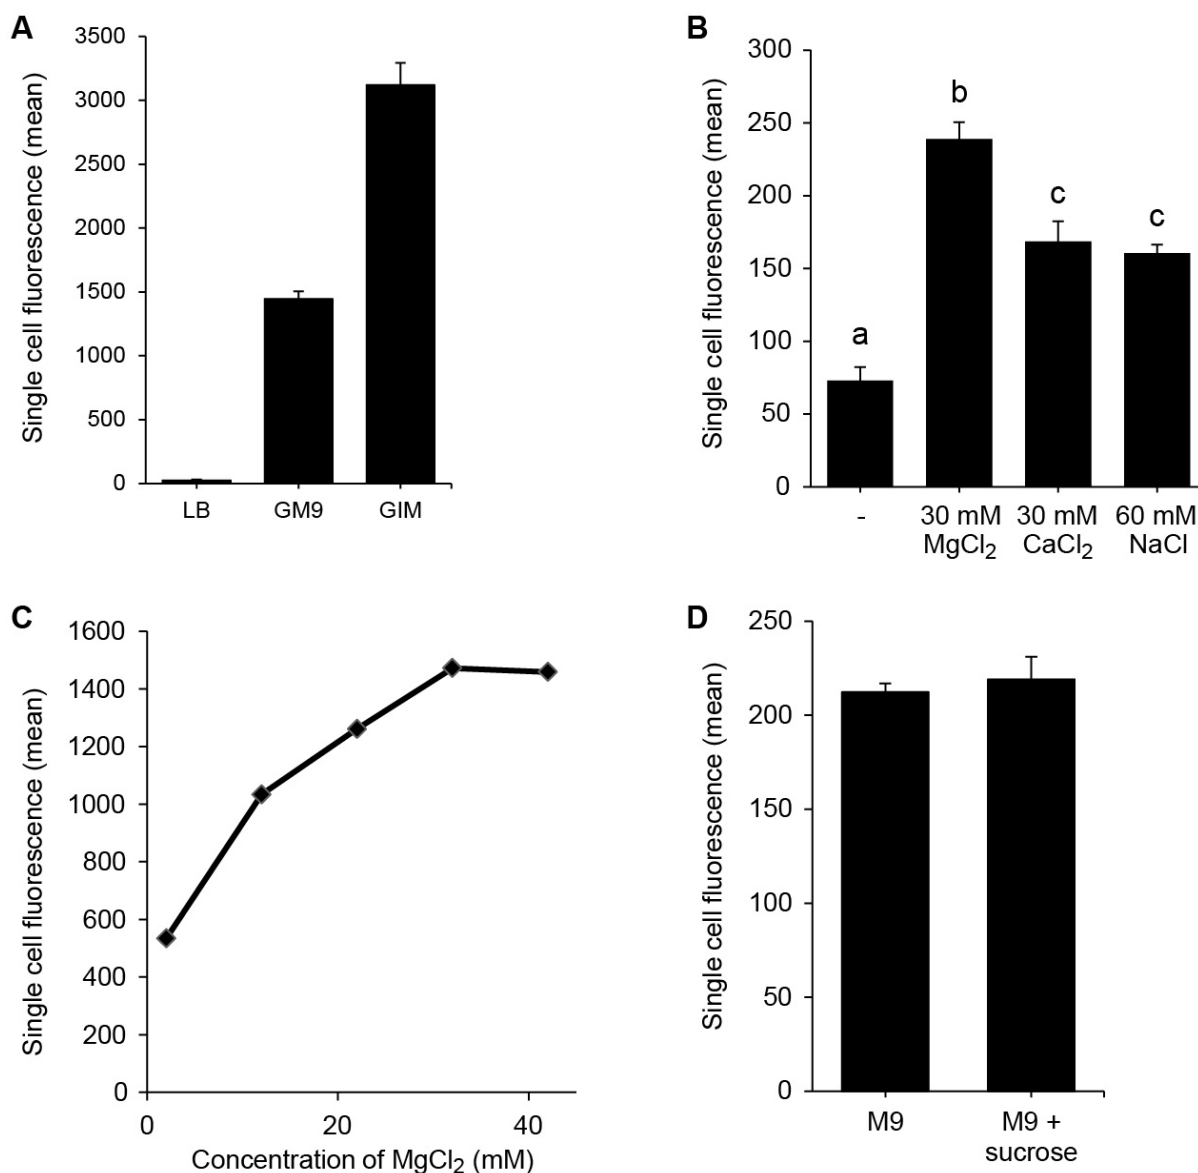 A
Single cell fluorescence (mean)
3500
3000
2500
2000
1500
1000
500
0
LB GM9 GIM
B
Single cell fluorescence (mean)
300
250
200
150
100
50
0
a
b
c
c
- 30 mM MgCl₂ 30 mM CaCl₂ 60 mM NaCl
C
Single cell fluorescence (mean)
1600
1400
1200
1000
800
600
400
200
0
0 20 40
Concentration of MgCl₂ (mM)
D
Single cell fluorescence (mean)
250
200
150
100
50
0
M9 M9 + sucrose